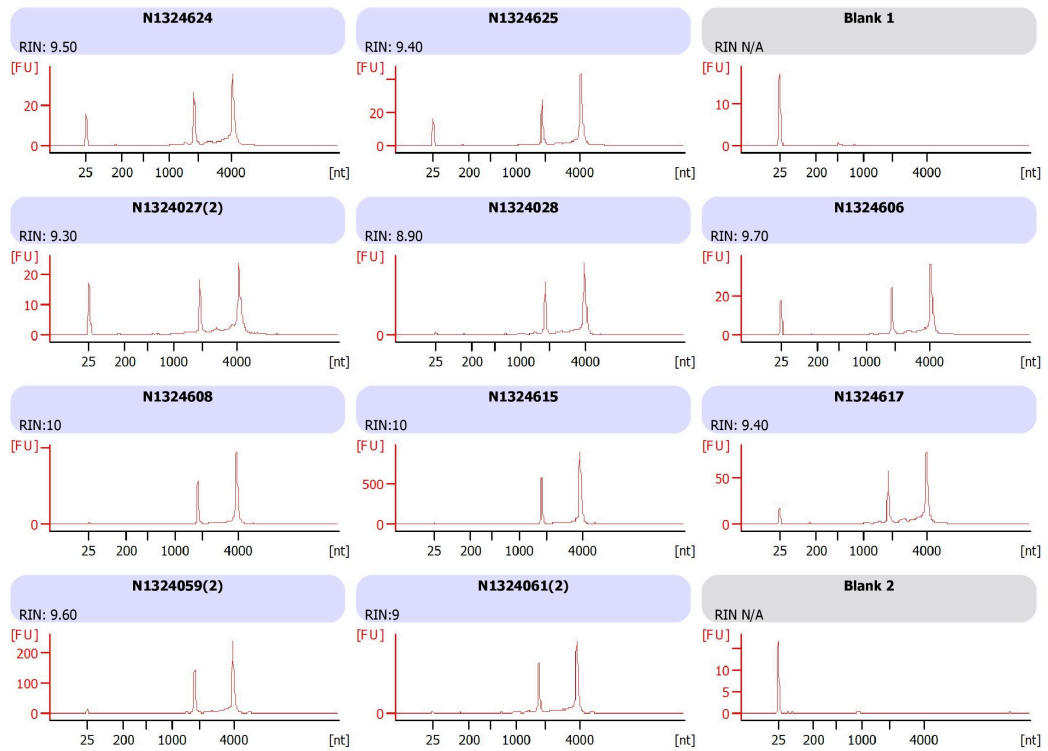 N1324624
RIN: 9.50
[FU]
20
0
25 200 1000 4000 [nt]
N1324625
RIN: 9.40
[FU]
20
0
25 200 1000 4000 [nt]
Blank 1
RIN N/A
[FU]
10
0
25 200 1000 4000 [nt]
N1324027(2)
RIN: 9.30
[FU]
20
10
0
25 200 1000 4000 [nt]
N1324028
RIN: 8.90
[FU]
0
25 200 1000 4000 [nt]
N1324606
RIN: 9.70
[FU]
20
0
25 200 1000 4000 [nt]
N1324608
RIN:10
[FU]
0
25 200 1000 4000 [nt]
N1324615
RIN:10
[FU]
500
0
25 200 1000 4000 [nt]
N1324617
RIN: 9.40
[FU]
50
0
25 200 1000 4000 [nt]
N1324059(2)
RIN: 9.60
[FU]
200
100
0
25 200 1000 4000 [nt]
N1324061(2)
RIN:9
[FU]
0
25 200 1000 4000 [nt]
Blank 2
RIN N/A
[FU]
10
5
0
25 200 1000 4000 [nt]